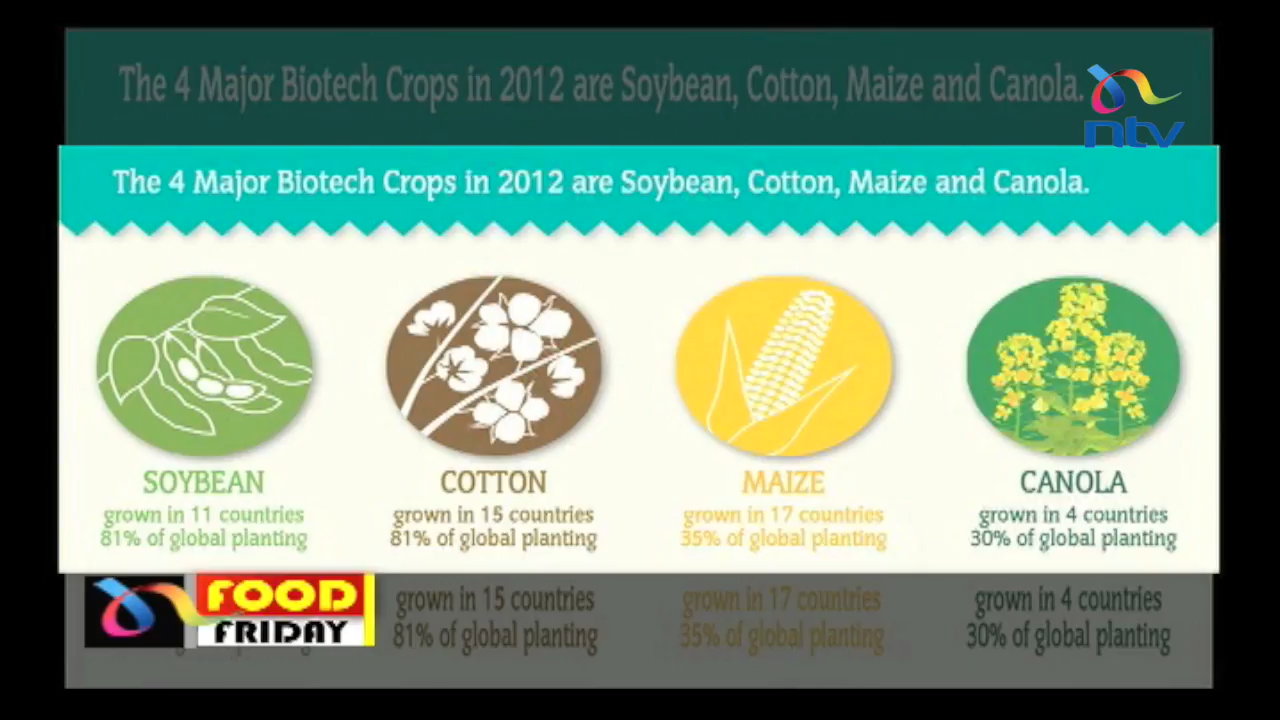 The 4 Major Biotech Crops in 2012 are Soybean, Cotton, Maize and Canola.
ntv
The 4 Major Biotech Crops in 2012 are Soybean, Cotton, Maize and Canola.
SOYBEAN
grown in 11 countries
81% of global planting
COTTON
grown in 15 countries
81% of global planting
MAIZE
grown in 17 countries
35% of global planting
CANOLA
grown in 4 countries
30% of global planting
FOOD
FRIDAY
grown in 15 countries
81% of global planting
grown in 17 countries
35% of global planting
grown in 4 countries
30% of global planting